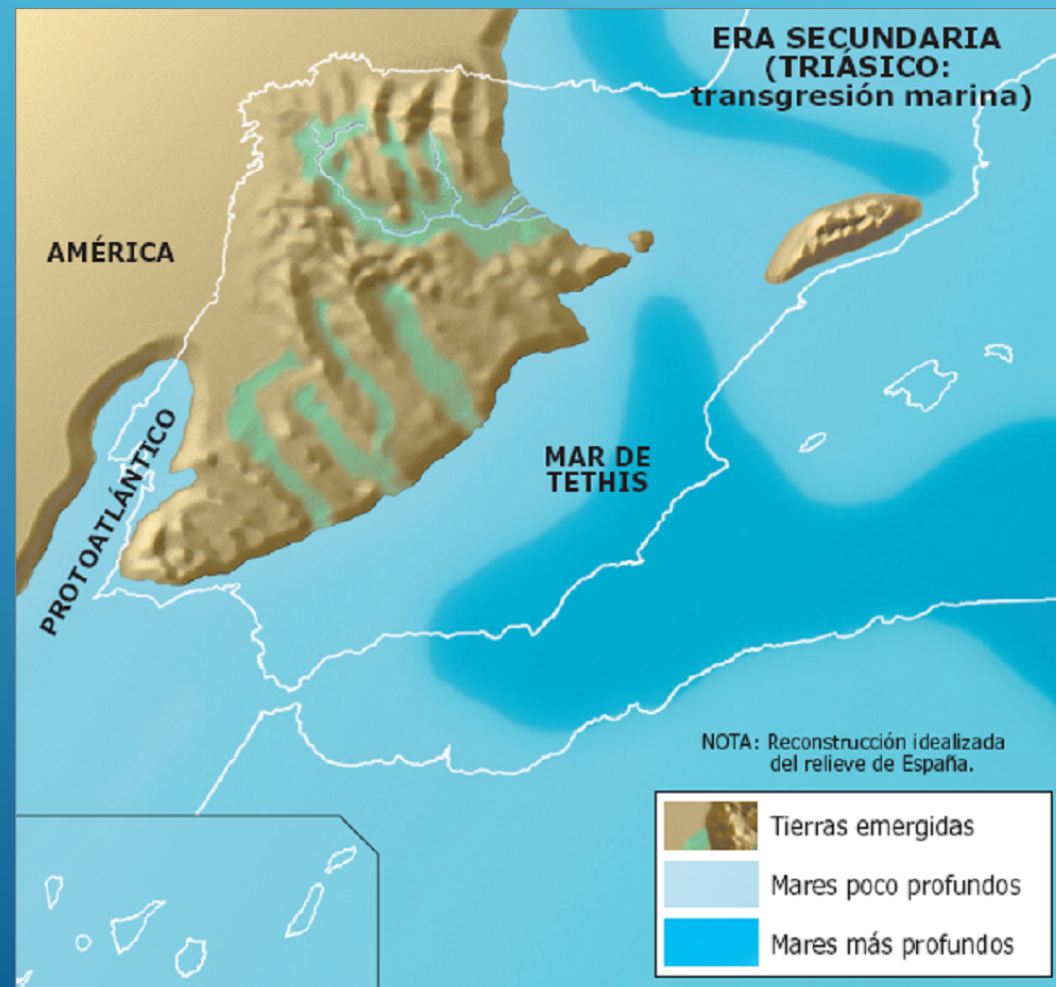 ERA SECUNDARIA
(TRIÁSICO:
transgresión marina)
AMÉRICA
PROTOATLÁNTICO
MAR DE
TETHIS
NOTA: Reconstrucción idealizada
del relieve de España.
Tierras emergidas
Mares poco profundos
Mares más profundos